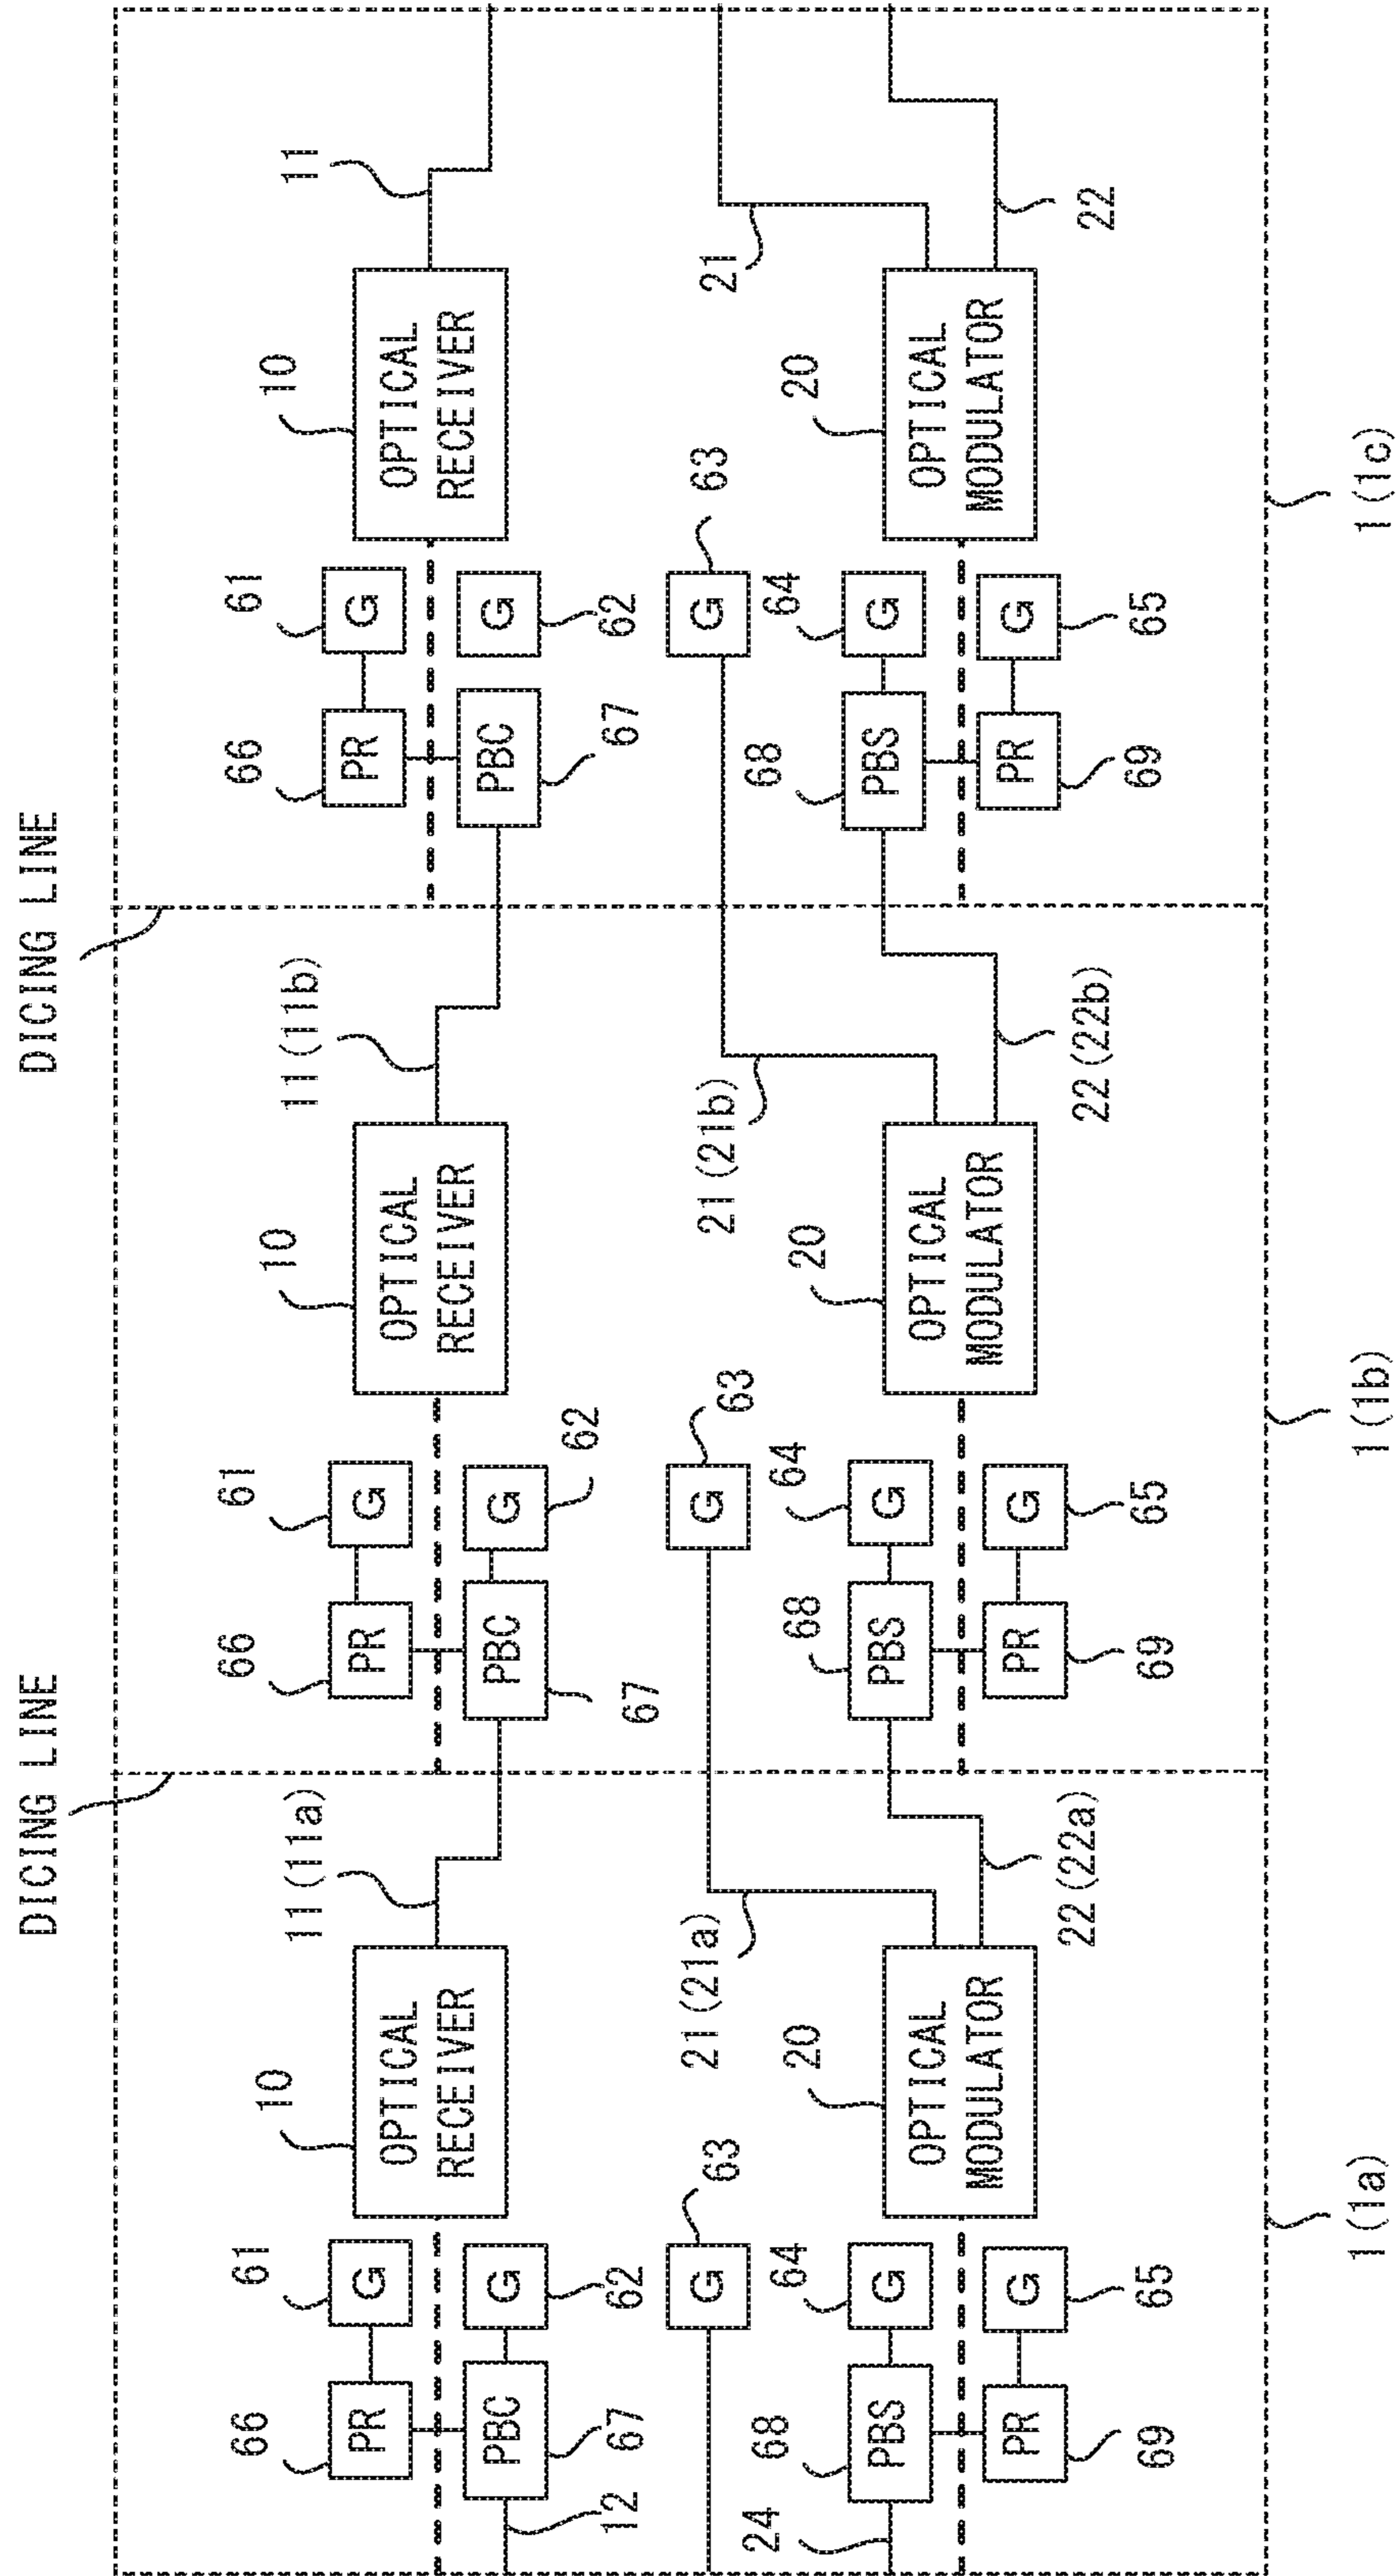 DICING LINE
DICING LINE
66
61
10
11(11a)
66
61
10
11(11b)
66
61
10
11
PR
G
OPTICAL
RECEIVER
PR
G
OPTICAL
RECEIVER
PR
G
OPTICAL
RECEIVER
PBC
G
PBC
G
PBC
G
12
67
62
67
62
67
62
63
21(21a)
63
21(21b)
63
21
G
G
G
24
68
64
20
68
64
20
68
64
20
PBS
G
OPTICAL
MODULATOR
PBS
G
OPTICAL
MODULATOR
PBS
G
OPTICAL
MODULATOR
PR
G
PR
G
PR
G
69
65
22(22a)
69
65
22(22b)
69
65
22
1(1a)
1(1b)
1(1c)